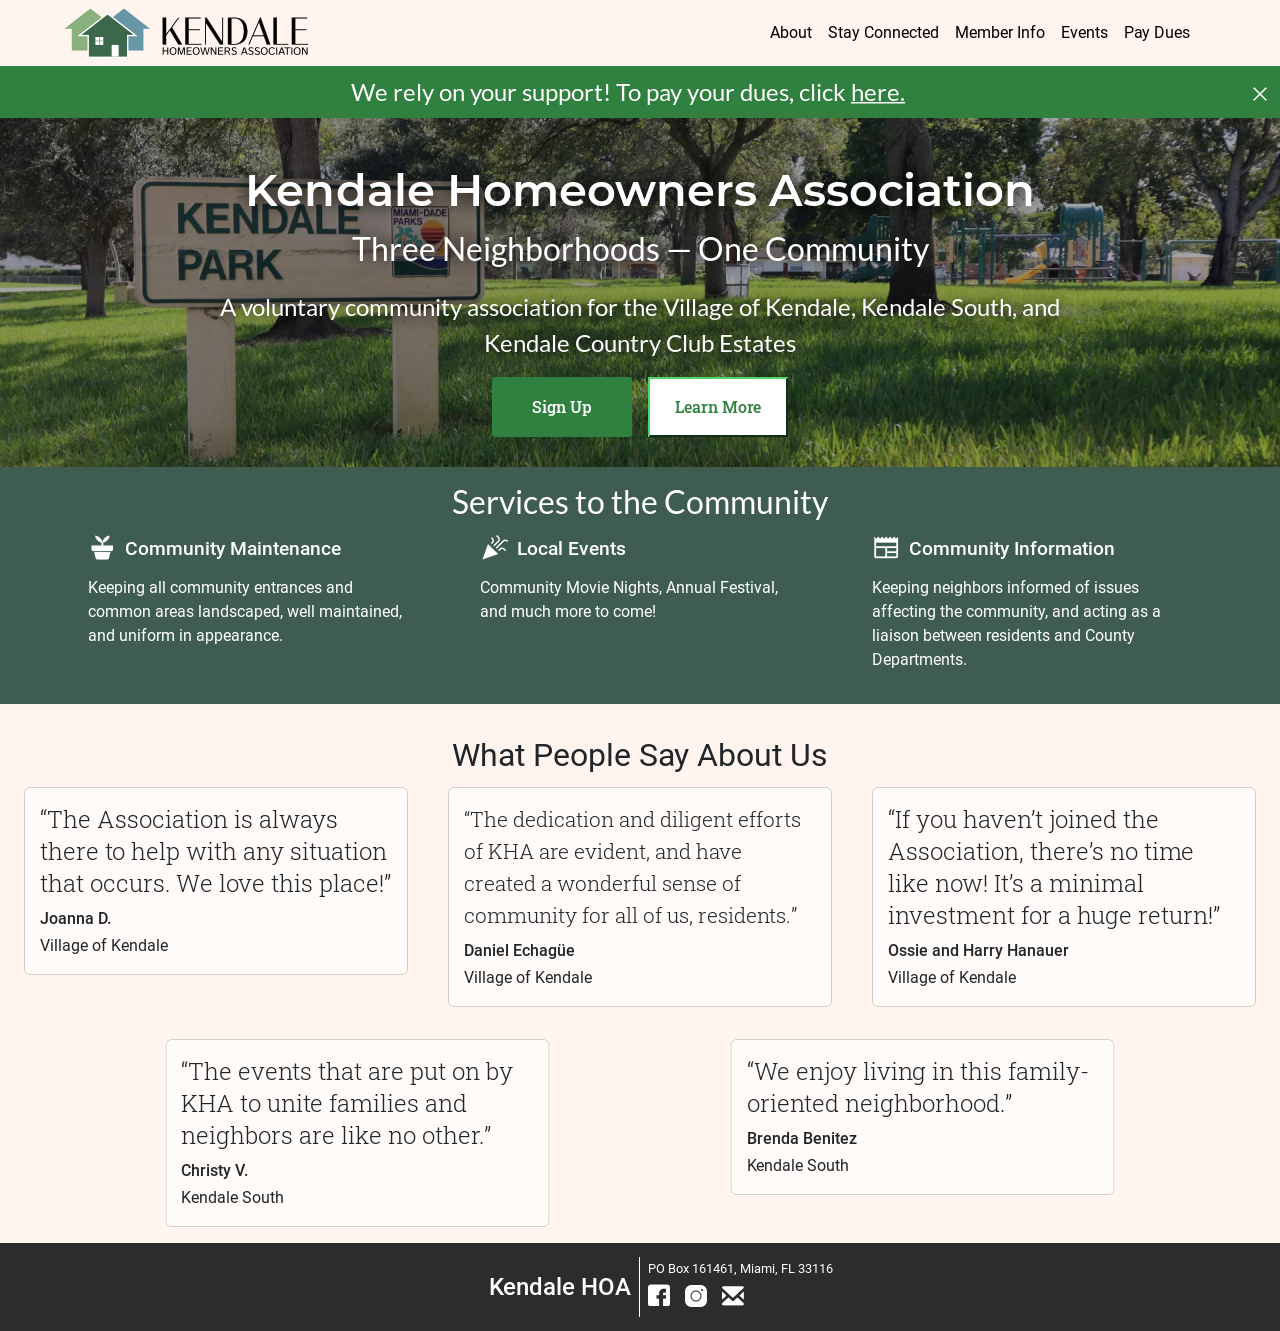 KENDALE
HOMEOWNERS ASSOCIATION
About Stay Connected Member Info Events Pay Dues
We rely on your support! To pay your dues, click here.
KENDALE
PARK
MIAMI-DADE
PARKS
Kendale Homeowners Association
Three Neighborhoods — One Community
A voluntary community association for the Village of Kendale, Kendale South, and
Kendale Country Club Estates
Sign Up
Learn More
Services to the Community
Community Maintenance
Keeping all community entrances and
common areas landscaped, well maintained,
and uniform in appearance.
Local Events
Community Movie Nights, Annual Festival,
and much more to come!
Community Information
Keeping neighbors informed of issues
affecting the community, and acting as a
liaison between residents and County
Departments.
What People Say About Us
“The Association is always
there to help with any situation
that occurs. We love this place!”
Joanna D.
Village of Kendale
“The dedication and diligent efforts
of KHA are evident, and have
created a wonderful sense of
community for all of us, residents.”
Daniel Echagüe
Village of Kendale
“If you haven’t joined the
Association, there’s no time
like now! It’s a minimal
investment for a huge return!”
Ossie and Harry Hanauer
Village of Kendale
“The events that are put on by
KHA to unite families and
neighbors are like no other.”
Christy V.
Kendale South
“We enjoy living in this family-
oriented neighborhood.”
Brenda Benitez
Kendale South
Kendale HOA
PO Box 161461, Miami, FL 33116